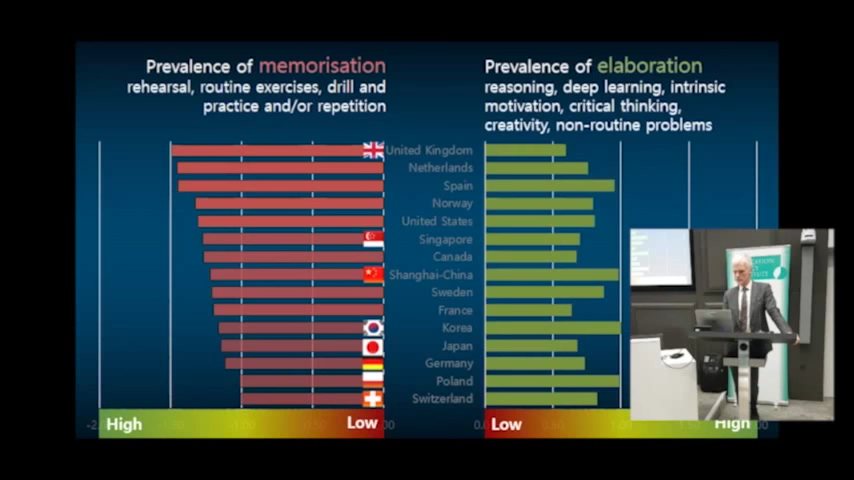 Prevalence of memorisation
rehearsal, routine exercises, drill and
practice and/or repetition
Prevalence of elaboration
reasoning, deep learning, intrinsic
motivation, critical thinking,
creativity, non-routine problems
United Kingdom
Netherlands
Spain
Norway
United States
Singapore
Canada
Shanghai-China
Sweden
France
Korea
Japan
Germany
Poland
Switzerland
High
Low
Low
High